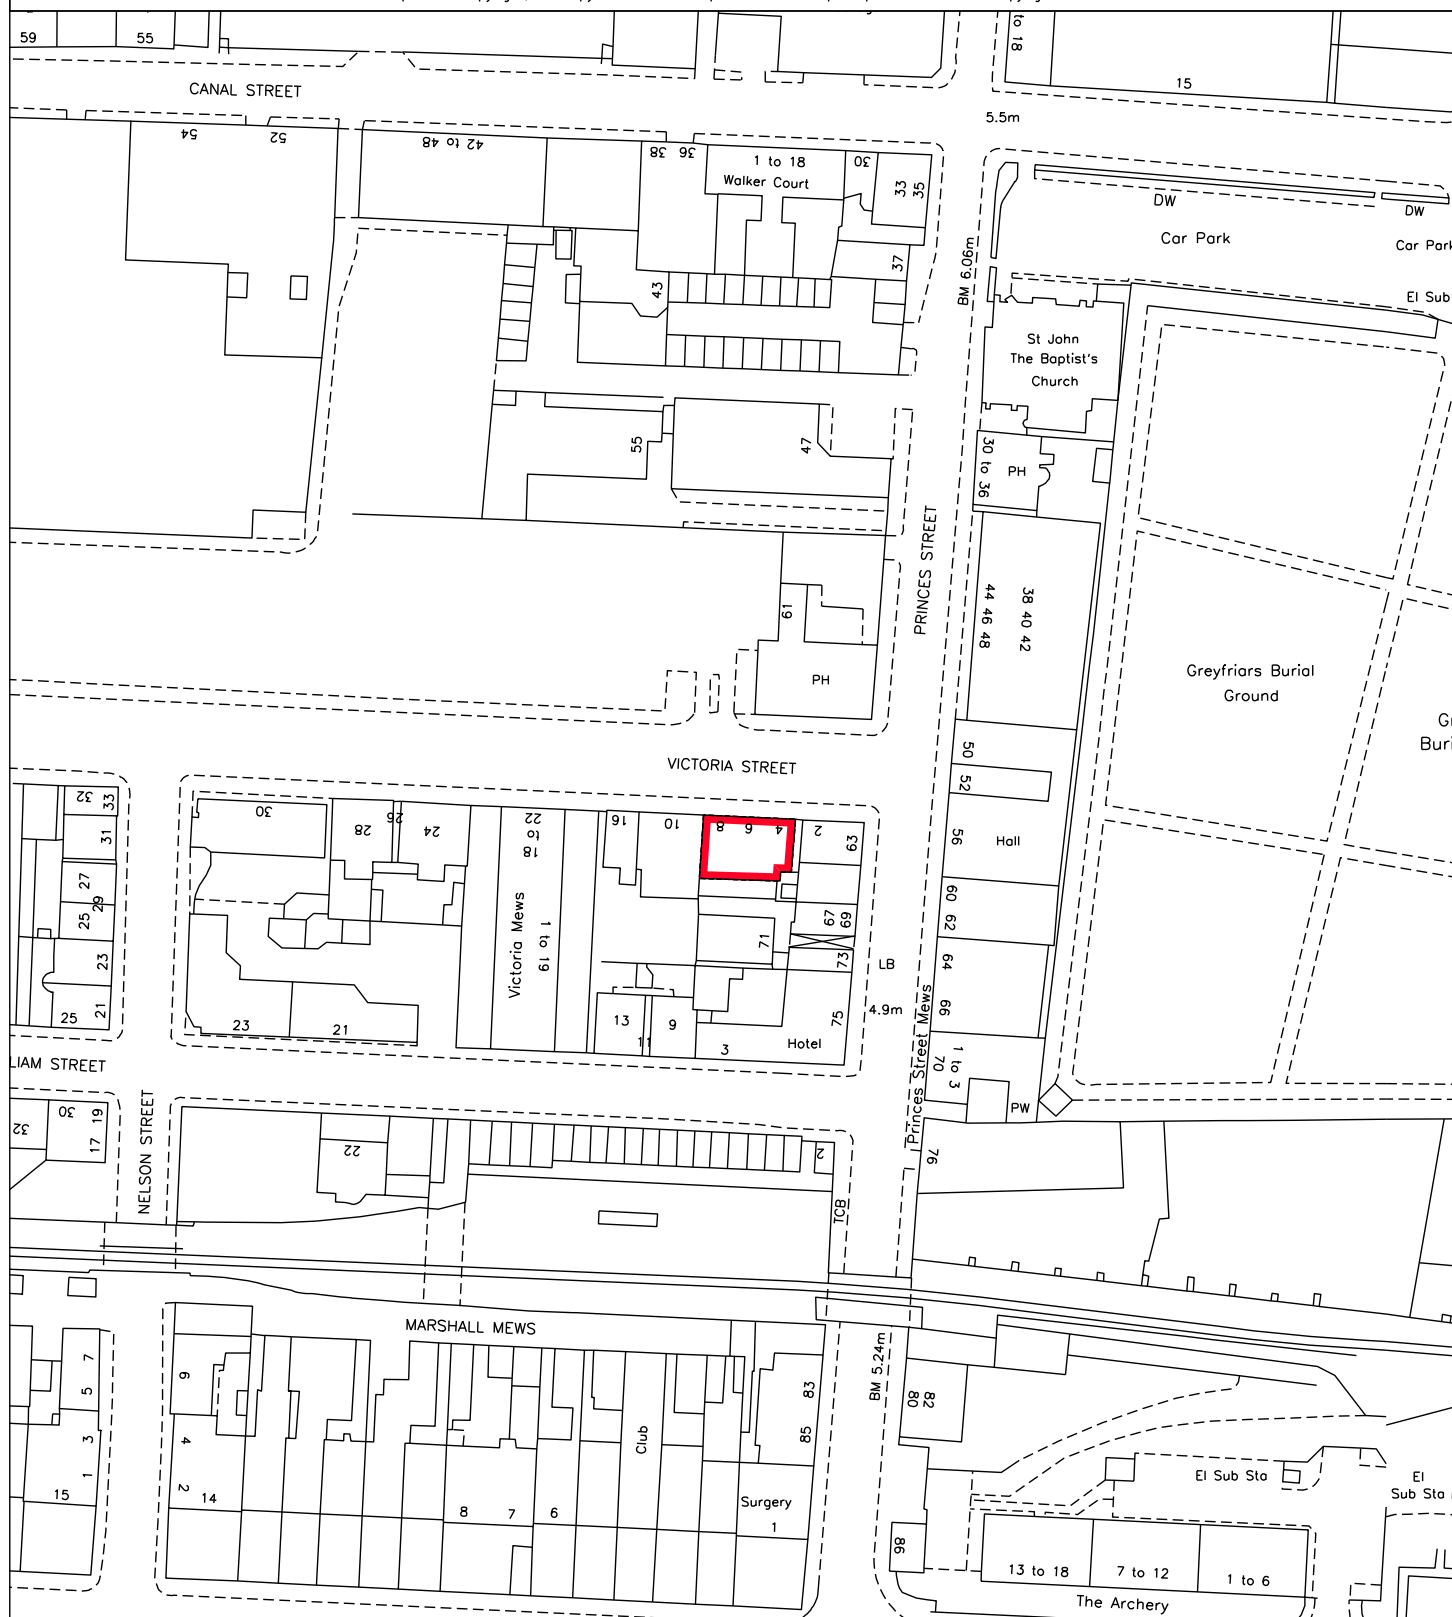 59
55
to 18
15
CANAL STREET
5.5m
54
52
42 to 48
38
36
1 to 18
Walker Court
30
33
35
37
43
DW
DW
Car Park
Car Park
BM 6.09m
El Sub
St John
The Baptist's
Church
55
47
30 to 36
PH
PRINCES STREET
44 46 48
38 40 42
61
PH
Greyfriars Burial
Ground
50
52
VICTORIA STREET
32
33
31
30
28
26
24
22
to
18
16
10
8
6
4
2
63
56
Hall
27
29
25
60
62
67
69
71
73
Victoria Mews
1 to 19
23
21
25
64
66
LB
4.9m
75
23
21
13
11
9
3
Hotel
Princes Street Mews
1 to 3
70
PW
LIAM STREET
NELSON STREET
30
19
17
32
22
2
76
TCB
MARSHALL MEWS
BM 5.24m
7
5
3
1
15
9
4
2
14
8
7
6
Club
83
85
Surgery
1
82
80
86
El Sub Sta
El
Sub Sta
13 to 18
7 to 12
1 to 6
The Archery